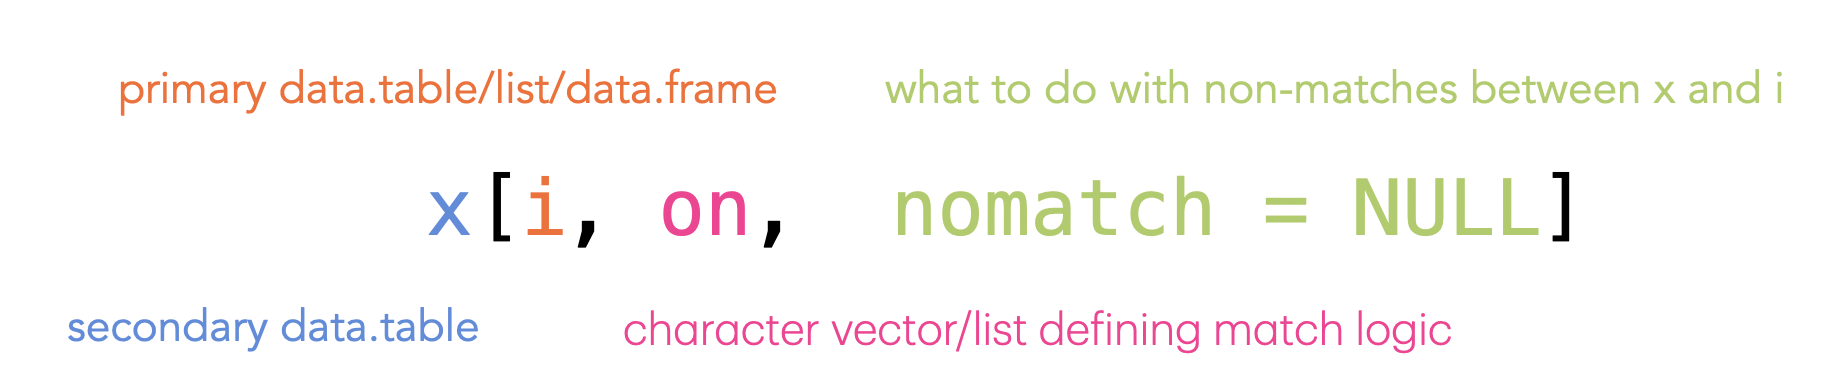 primary data.table/list/data.frame
what to do with non-matches between x and i
x[i, on, nomatch = NULL]
secondary data.table
character vector/list defining match logic